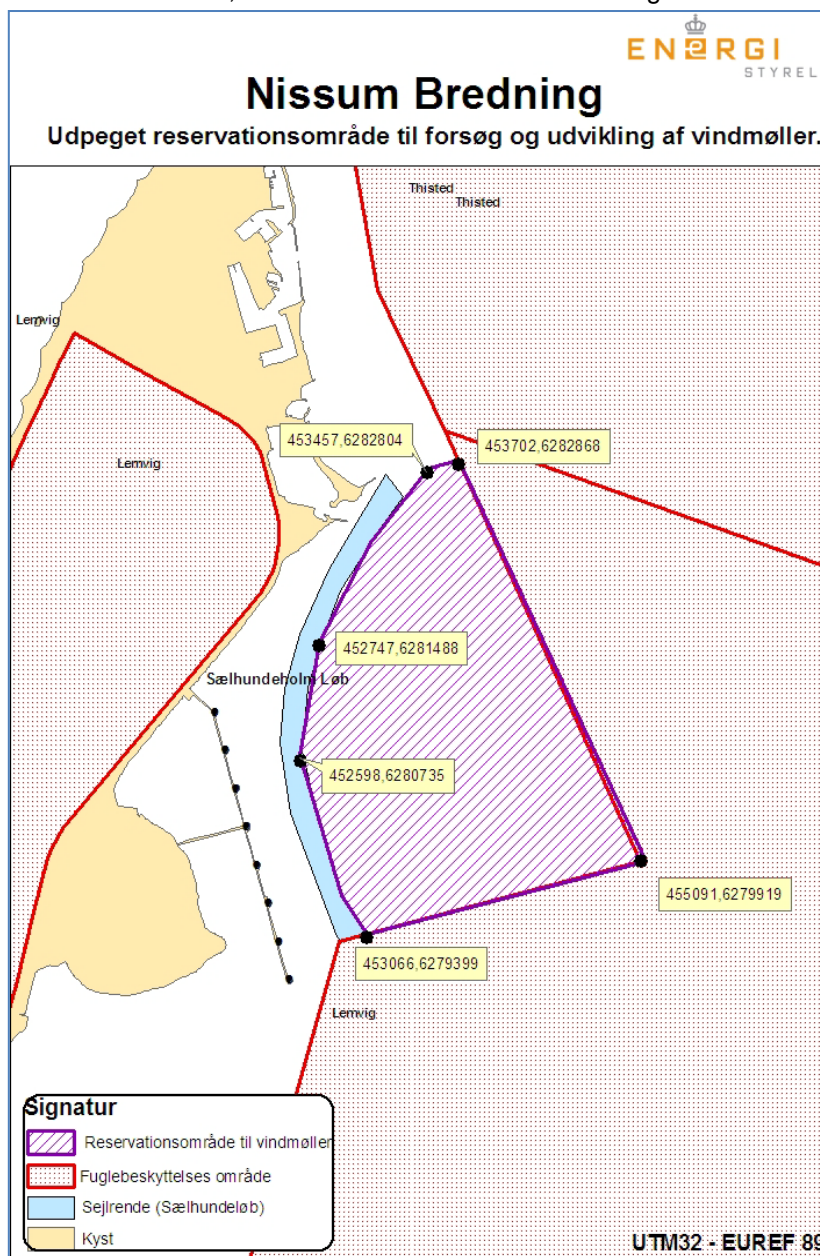 ENERGI
STYREL
Nissum Bredning
Udpeget reservationsområde til forsøg og udvikling af vindmøller.
Thisted
Thisted
Lemvig
453457,6282804
453702,6282868
Lemvig
452747,6281488
Sælhundeholm Løb
452598,6280735
455091,6279919
453066,6279399
Lemvig
Signatur
Reservationsområde til vindmøller
Fuglebeskyttelses område
Sejlrende (Sælhundeløb)
Kyst
UTM32 - EUREF 89